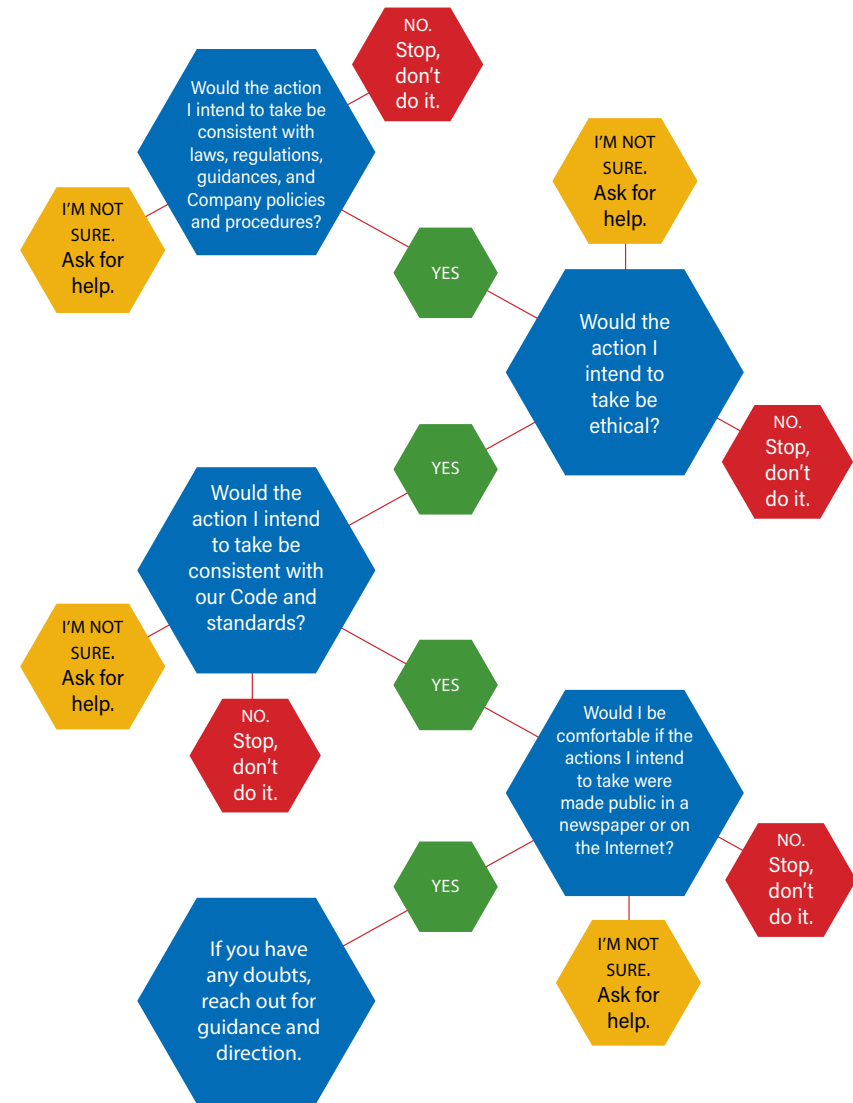 NO.
Stop,
don't
do it.
Would the action
I intend to take be
consistent with
laws, regulations,
guidances, and
Company policies
and procedures?
I'M NOT
SURE.
Ask for
help.
I'M NOT
SURE.
Ask for
help.
YES
Would the
action I
intend to
take be
ethical?
NO.
Stop,
don't
do it.
YES
Would the
action I intend
to take be
consistent with
our Code and
standards?
I'M NOT
SURE.
Ask for
help.
NO.
Stop,
don't
do it.
YES
Would I be
comfortable if the
actions I intend
to take were
made public in a
newspaper or on
the Internet?
NO.
Stop,
don't
do it.
YES
I'M NOT
SURE.
Ask for
help.
If you have
any doubts,
reach out for
guidance and
direction.